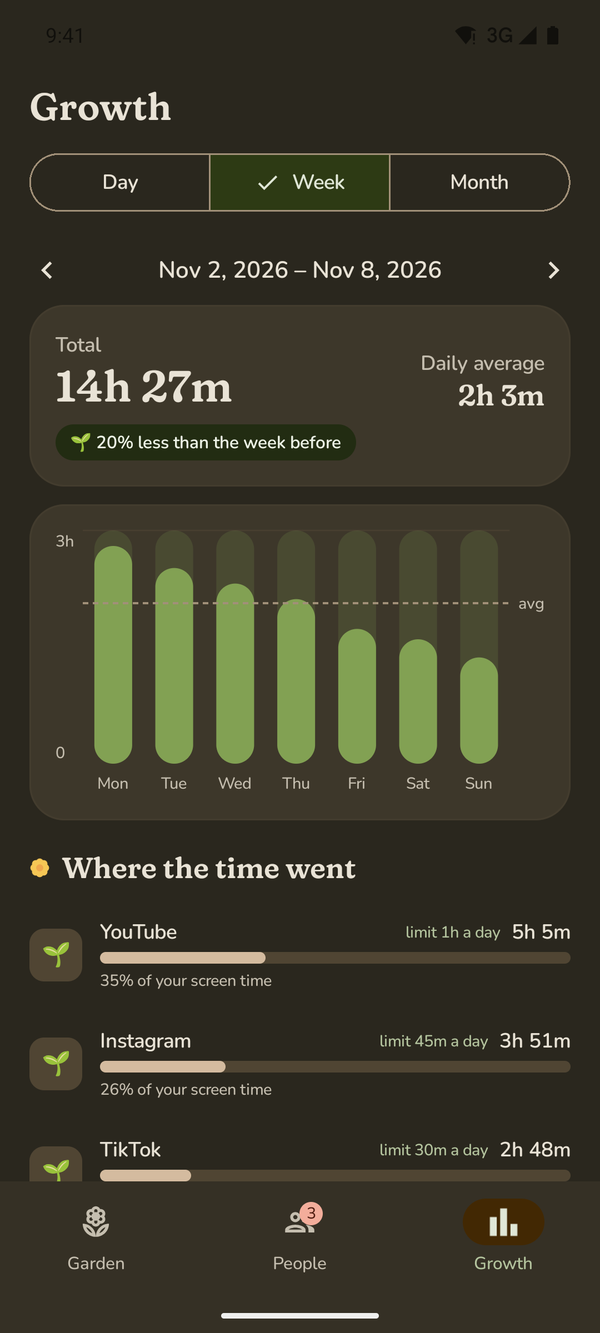 9:41
3G
Growth
Day
Week
Month
Nov 2, 2026 – Nov 8, 2026
Total
14h 27m
Daily average
2h 3m
20% less than the week before
3h
avg
0
Mon Tue Wed Thu Fri Sat Sun
Where the time went
YouTube limit 1h a day 5h 5m
35% of your screen time
Instagram limit 45m a day 3h 51m
26% of your screen time
TikTok limit 30m a day 2h 48m
3
Garden People Growth